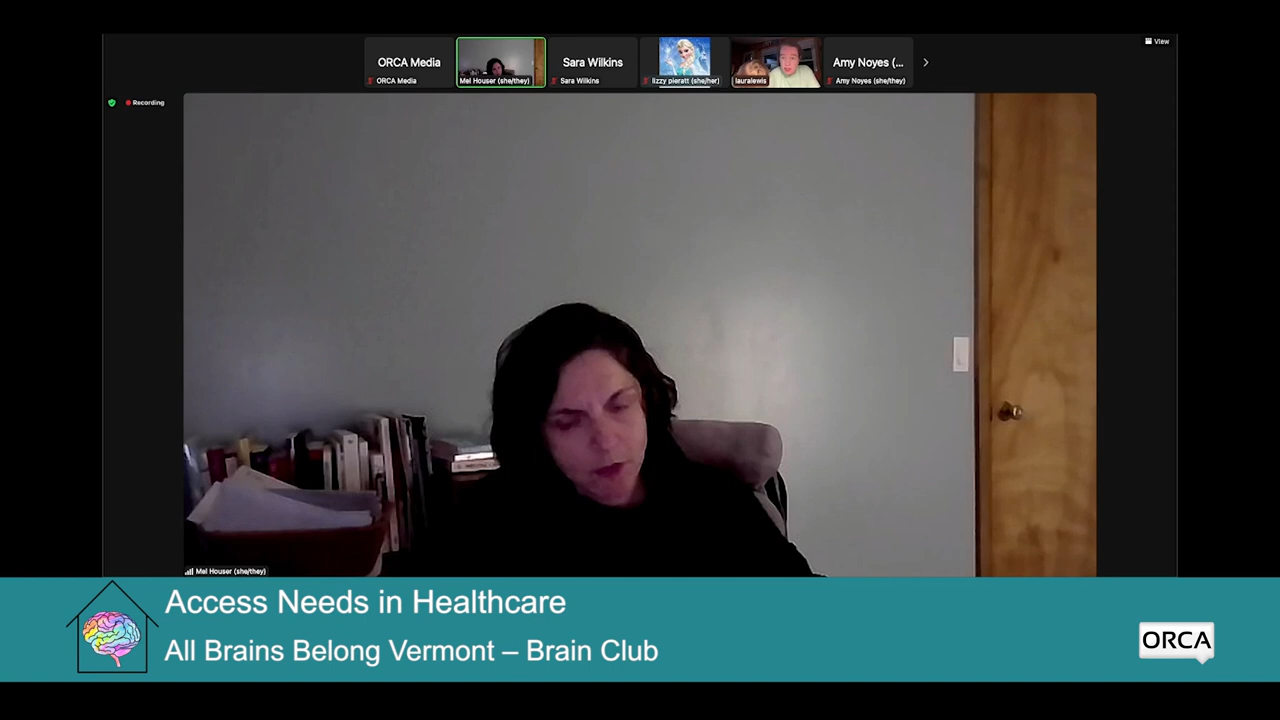 View
ORCA Media
ORCA Media
Mel Houser (she/they)
Sara Wilkins
Sara Wilkins
lizzy pieratt (she/her)
lauralewis
Amy Noyes (...
Amy Noyes (she/they)
Recording
Mel Houser (she/they)
Access Needs in Healthcare
All Brains Belong Vermont – Brain Club
ORCA